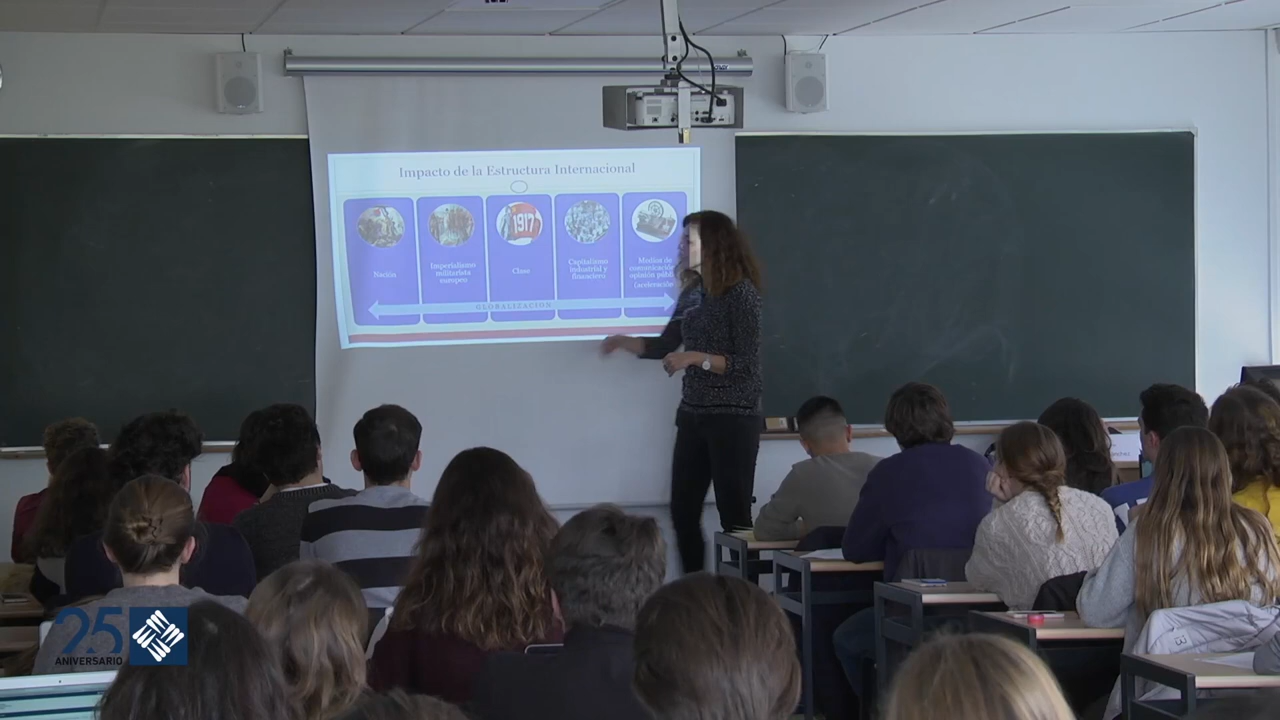 Impacto de la Estructura Internacional
1917
Nación
Imperialismo
militarista
europeo
Clase
Capitalismo
industrial y
financiero
Medios de
comunicación
opinión públi
(aceleración
GLOBALIZACIÓN
25
ANIVERSARIO